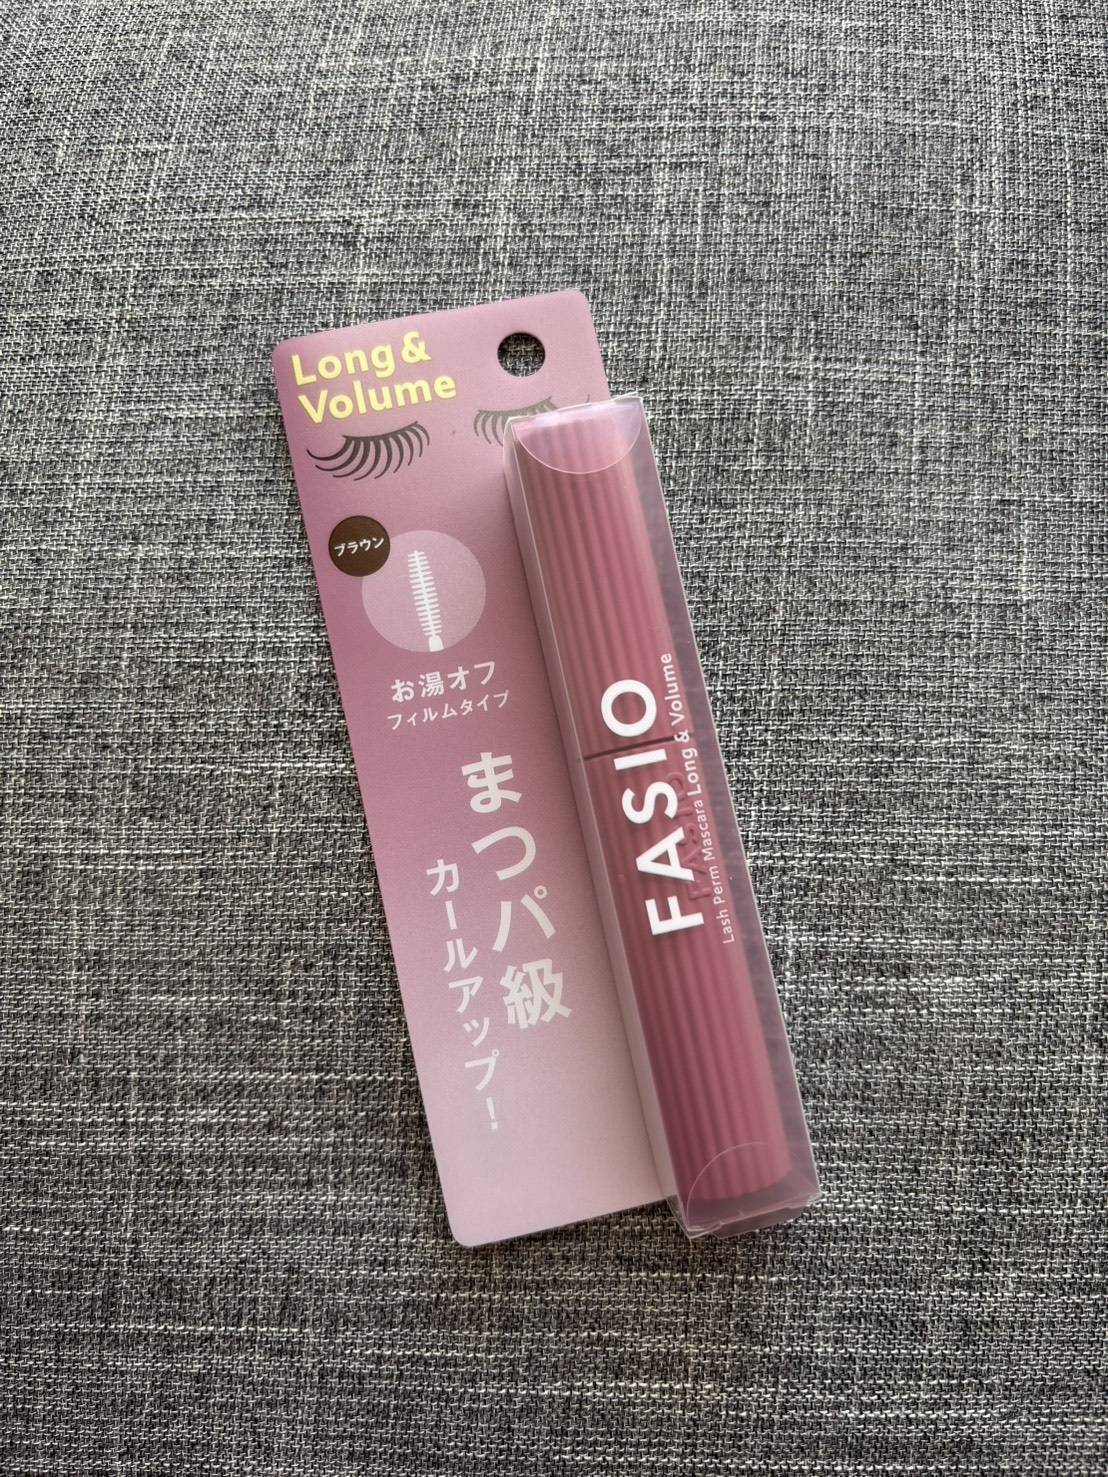 Long &
Volume
ブラウン
お湯オフ
フィルムタイプ
まつパ級
カールアップ!
FASIO
Lash Perm Mascara Long & Volume
FASIO